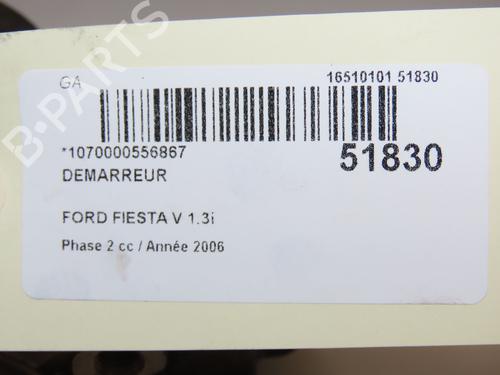 GA
16510101 51830
*1070000556867
51830
DEMARREUR
FORD FIESTA V 1.3i
Phase 2 cc / Année 2006
B-PARTS